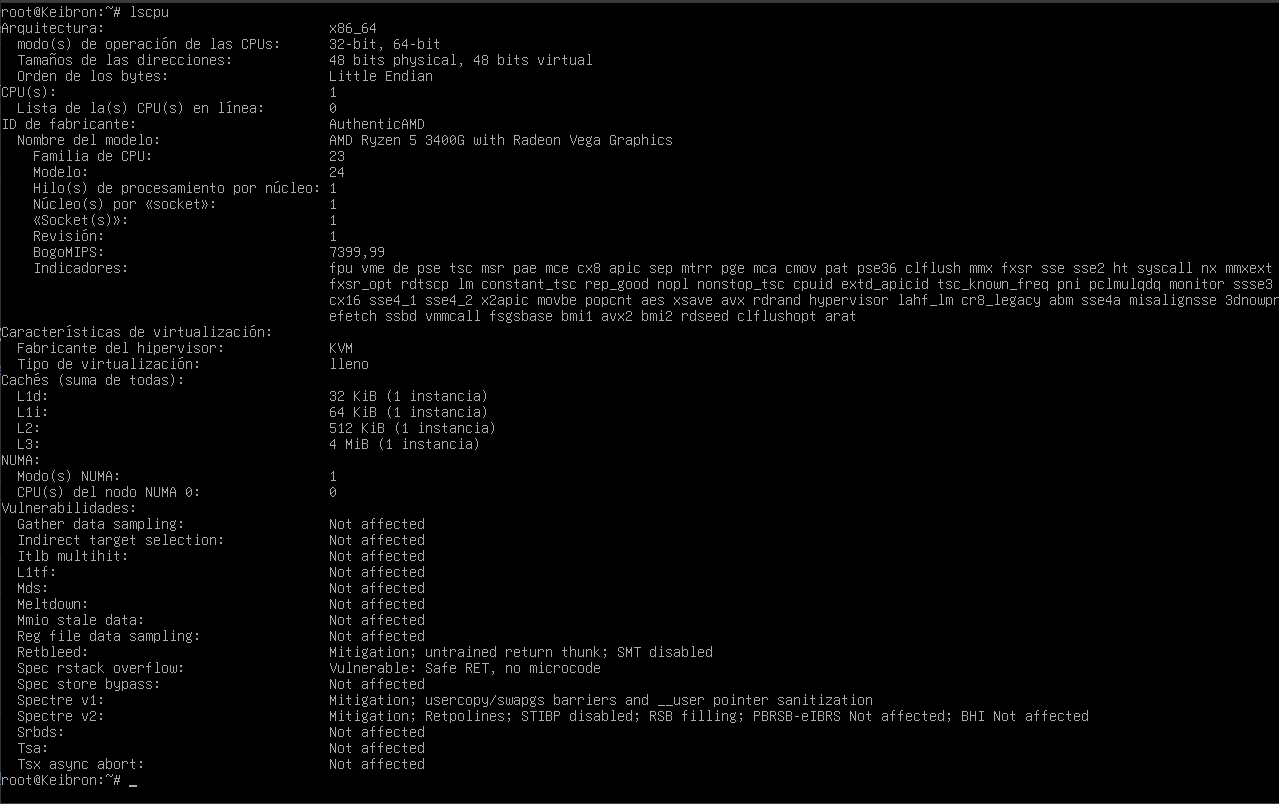 root@Keibron:~# lscpu
Arquitectura: x86_64
modo(s) de operación de las CPUs: 32-bit, 64-bit
Tamaños de las direcciones: 48 bits physical, 48 bits virtual
Orden de los bytes: Little Endian
CPU(s): 1
Lista de la(s) CPU(s) en línea: 0
ID de fabricante: AuthenticAMD
Nombre del modelo: AMD Ryzen 5 3400G with Radeon Vega Graphics
Familia de CPU: 23
Modelo: 24
Hilo(s) de procesamiento por núcleo: 1
Núcleo(s) por «socket»: 1
«Socket(s)»: 1
Revisión: 1
BogoMIPS: 7399,99
Indicadores: fpu vme de pse tsc msr pae mce cx8 apic sep mtrr pge mca cmov pat pse36 clflush mmx fxsr sse sse2 ht syscall nx mmxext
fxsr_opt rdtscp lm constant_tsc rep_good nopl nonstop_tsc cpuid extd_apicid tsc_known_freq pni pclmulqdq monitor ssse3
cx16 sse4_1 sse4_2 x2apic movbe popcnt aes xsave avx rdrand hypervisor lahf_lm cr8_legacy abm sse4a misalignsse 3dnowpr
efetch ssbd vmmcall fsgsbase bmi1 avx2 bmi2 rdseed clflushopt arat
Características de virtualización:
Fabricante del hipervisor: KVM
Tipo de virtualización: lleno
Cachés (suma de todas):
L1d: 32 KiB (1 instancia)
L1i: 64 KiB (1 instancia)
L2: 512 KiB (1 instancia)
L3: 4 MiB (1 instancia)
NUMA:
Modo(s) NUMA: 1
CPU(s) del nodo NUMA 0: 0
Vulnerabilidades:
Gather data sampling: Not affected
Indirect target selection: Not affected
Itlb multihit: Not affected
L1tf: Not affected
Mds: Not affected
Meltdown: Not affected
Mmio stale data: Not affected
Reg file data sampling: Not affected
Retbleed: Mitigation; untrained return thunk; SMT disabled
Spec rstack overflow: Vulnerable: Safe RET, no microcode
Spec store bypass: Not affected
Spectre v1: Mitigation; usercopy/swapgs barriers and __user pointer sanitization
Spectre v2: Mitigation; Retpolines; STIBP disabled; RSB filling; PBRSB-eIBRS Not affected; BHI Not affected
Srbds: Not affected
Tsa: Not affected
Tsx async abort: Not affected
root@Keibron:~# _